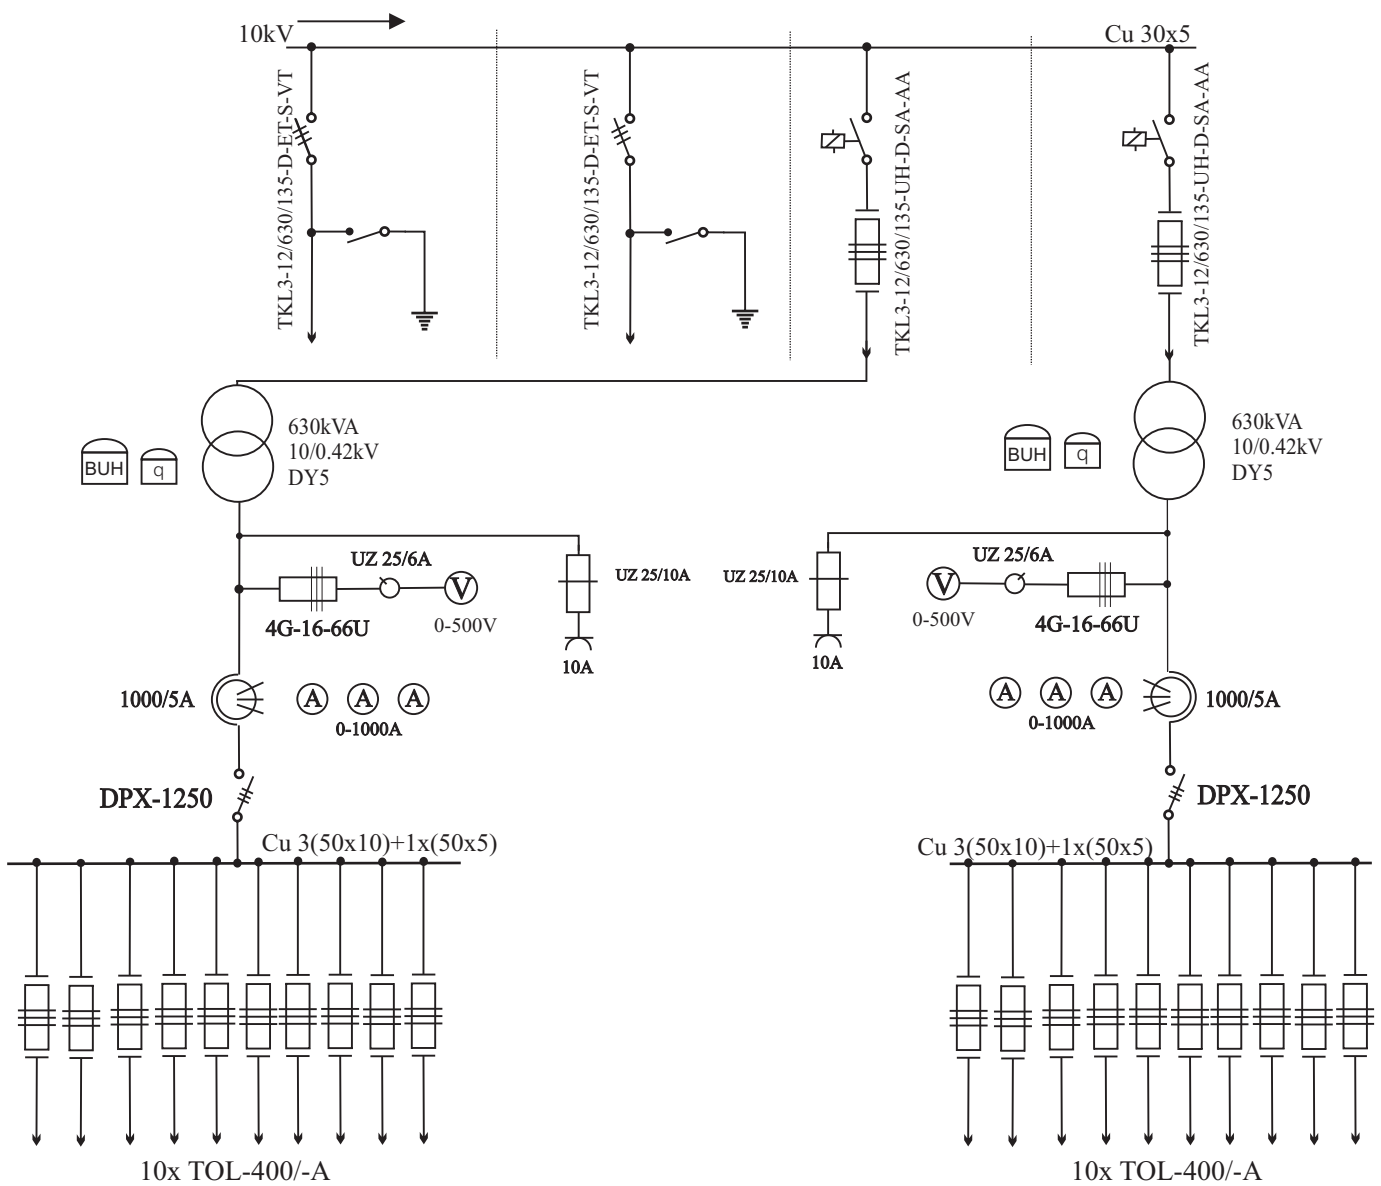 10kV
Cu 30x5
TKL3-12/630/135-D-ET-S-VT
TKL3-12/630/135-D-ET-S-VT
TKL3-12/630/135-UH-D-SA-AA
TKL3-12/630/135-UH-D-SA-AA
630kVA
10/0.42kV
DY5
BUH
q
630kVA
10/0.42kV
DY5
BUH
q
UZ 25/6A
V
0-500V
4G-16-66U
UZ 25/10A
10A
UZ 25/10A
10A
UZ 25/6A
V
0-500V
4G-16-66U
1000/5A
A A A
0-1000A
A A A
0-1000A
1000/5A
DPX-1250
DPX-1250
Cu 3(50x10)+1x(50x5)
Cu 3(50x10)+1x(50x5)
10x TOL-400/-A
10x TOL-400/-A